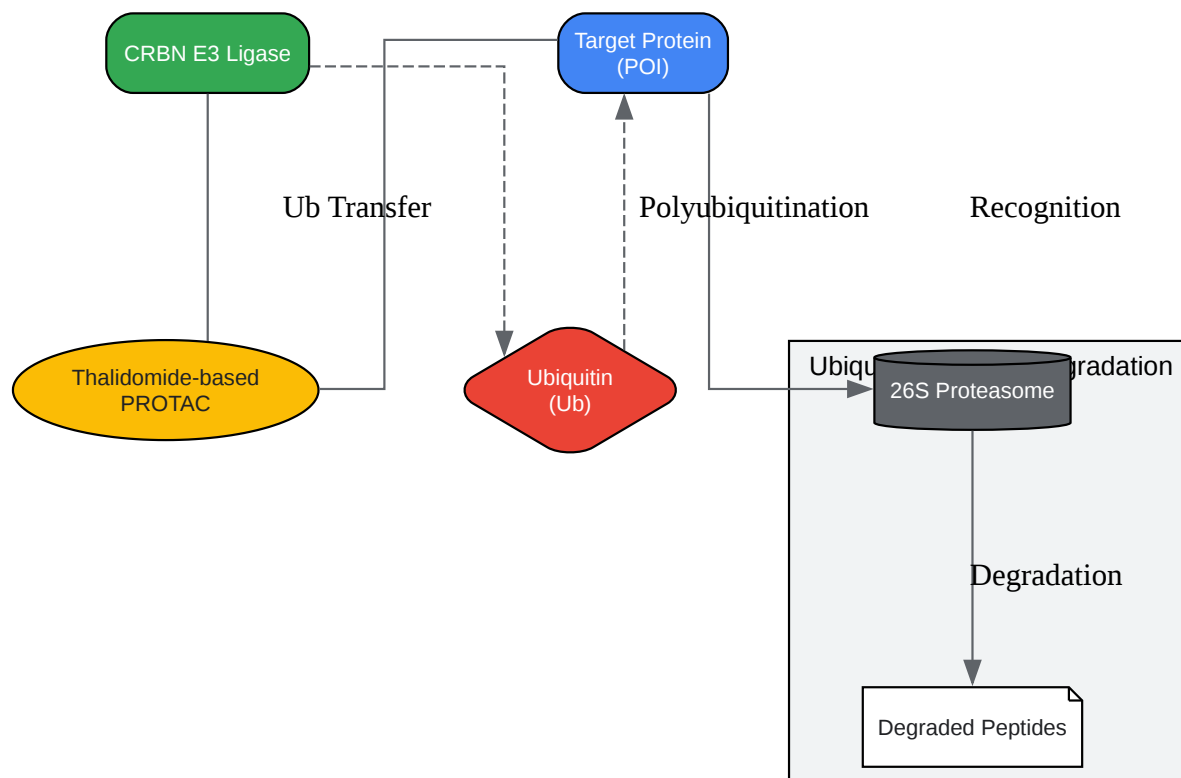 CRBN E3 Ligase
Target Protein
(POI)
Ub Transfer
Polyubiquitination
Recognition
Thalidomide-based
PROTAC
Ubiquitin
(Ub)
26S Proteasome
Degradation
Degraded Peptides